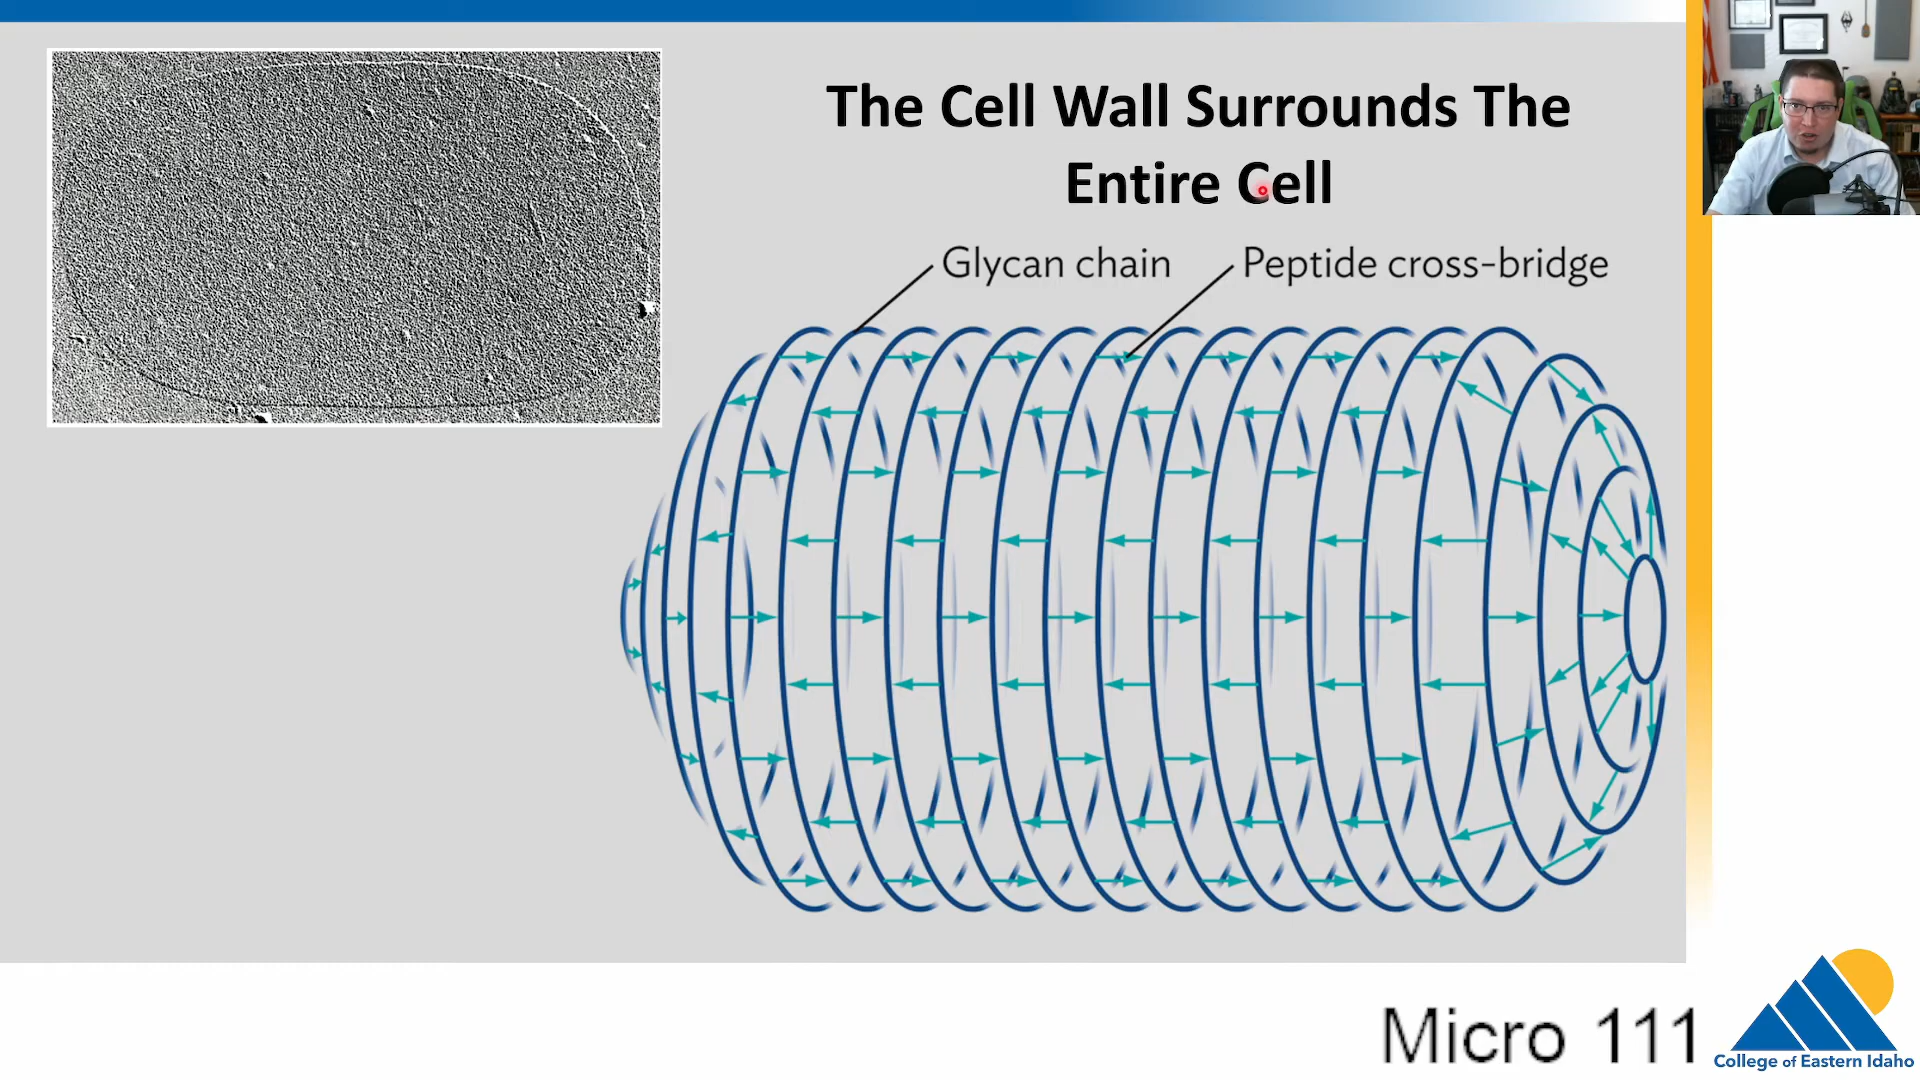 The Cell Wall Surrounds The
Entire Cell
Glycan chain
Peptide cross-bridge
Micro 111
College of Eastern Idaho